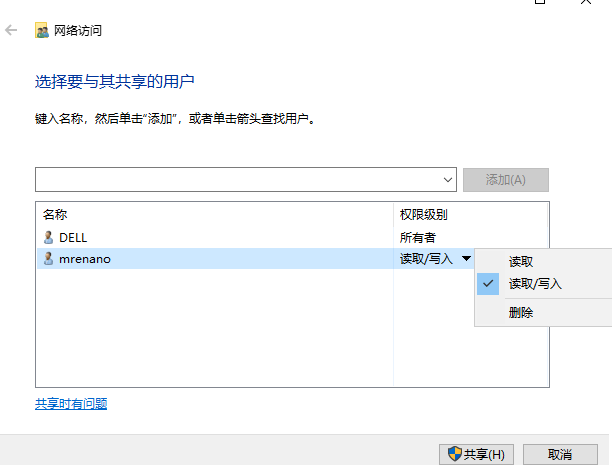 网络访问
选择要与其共享的用户
键入名称，然后单击"添加"，或者单击箭头查找用户。
添加(A)
名称 权限级别
DELL 所有者
mrenano 读取/写入
读取
读取/写入
删除
共享时有问题
共享(H) 取消